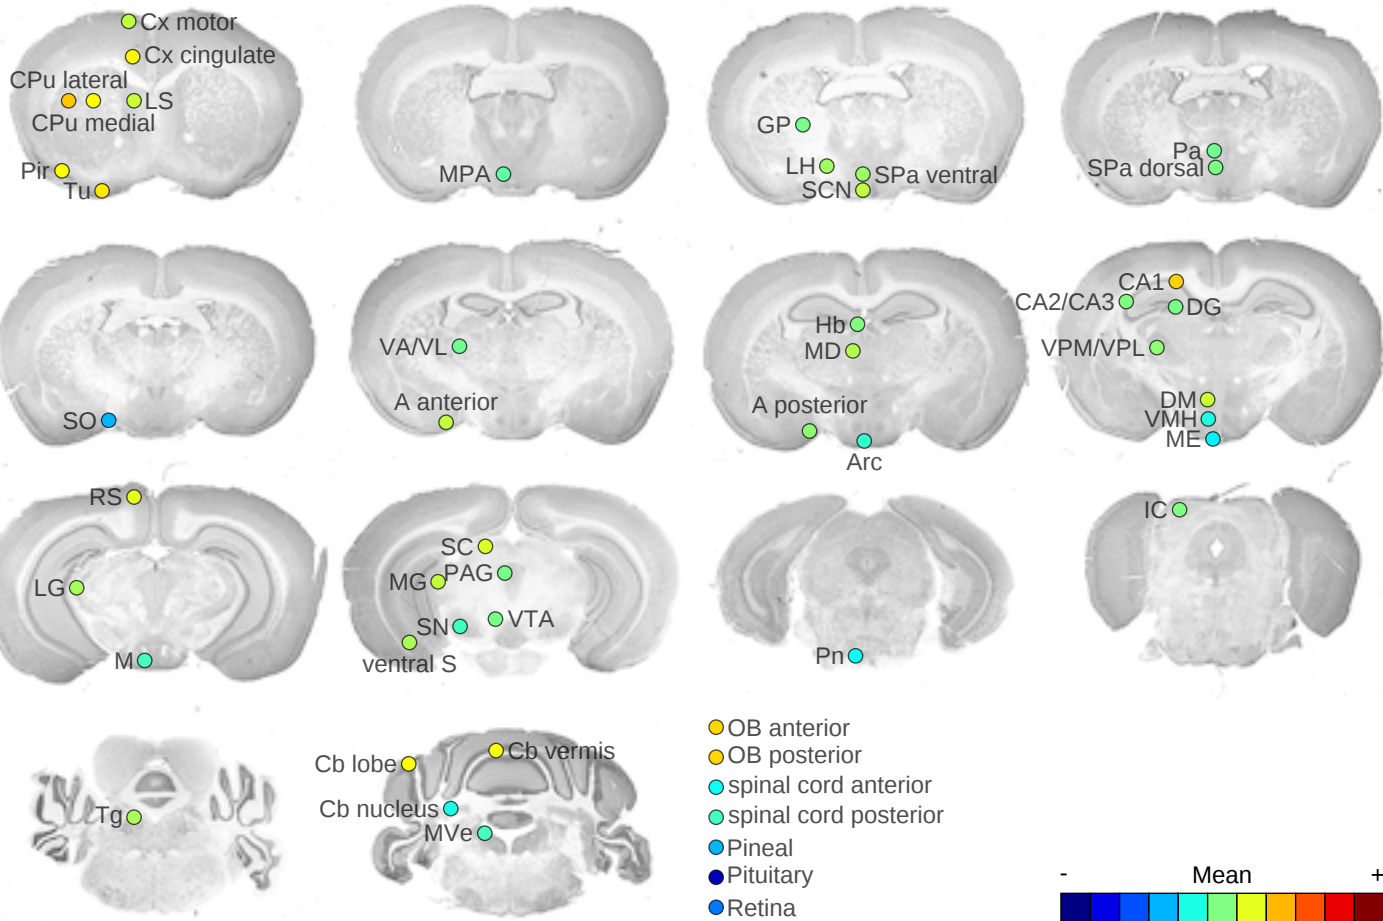 Cx motor
Cx cingulate
CPu lateral
LS
CPu medial
Pir
Tu
MPA
GP
LH
SPa ventral
SCN
Pa
SPa dorsal
SO
VA/VL
A anterior
Hb
MD
A posterior
Arc
CA1
CA2/CA3
DG
VPM/VPL
DM
VMH
ME
RS
LG
M
SC
MG
PAG
SN
VTA
ventral S
Pn
IC
Tg
Cb lobe
Cb vermis
Cb nucleus
MVe
OB anterior
OB posterior
spinal cord anterior
spinal cord posterior
Pineal
Pituitary
Retina
- Mean +